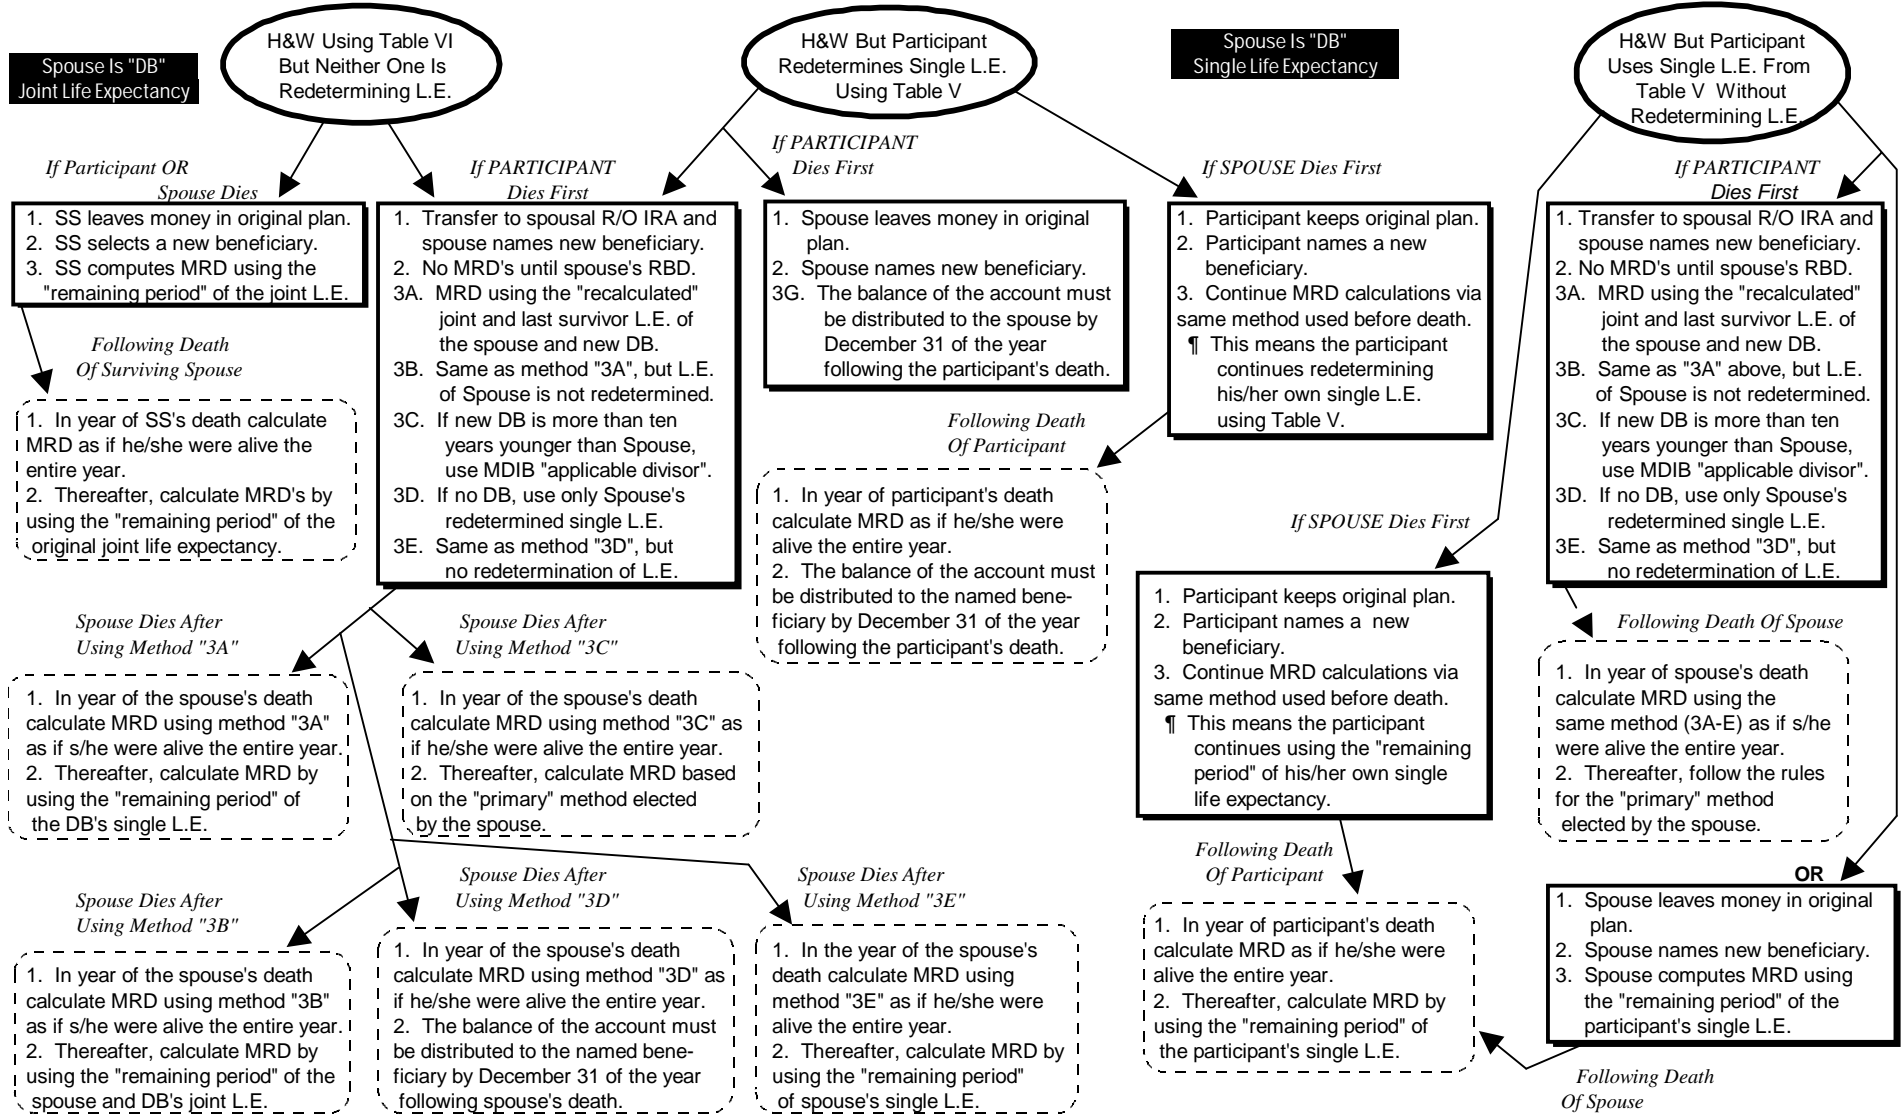 Spouse Is "DB"
Joint Life Expectancy
H&W Using Table VI
But Neither One Is
Redetermining L.E.
H&W But Participant
Redetermines Single L.E.
Using Table V
Spouse Is "DB"
Single Life Expectancy
H&W But Participant
Uses Single L.E. From
Table V Without
Redetermining L.E.
If Participant OR
Spouse Dies
1. SS leaves money in original plan.
2. SS selects a new beneficiary.
3. SS computes MRD using the
"remaining period" of the joint L.E.
Following Death
Of Surviving Spouse
1. In year of SS's death calculate
MRD as if he/she were alive the
entire year.
2. Thereafter, calculate MRD's by
using the "remaining period" of the
original joint life expectancy.
If PARTICIPANT
Dies First
1. Transfer to spousal R/O IRA and
spouse names new beneficiary.
2. No MRD's until spouse's RBD.
3A. MRD using the "recalculated"
joint and last survivor L.E. of
the spouse and new DB.
3B. Same as method "3A", but L.E.
of Spouse is not redetermined.
3C. If new DB is more than ten
years younger than Spouse,
use MDIB "applicable divisor".
3D. If no DB, use only Spouse's
redetermined single L.E.
3E. Same as method "3D", but
no redetermination of L.E.
If PARTICIPANT
Dies First
1. Spouse leaves money in original
plan.
2. Spouse names new beneficiary.
3G. The balance of the account must
be distributed to the spouse by
December 31 of the year
following the participant's death.
If SPOUSE Dies First
1. Participant keeps original plan.
2. Participant names a new
beneficiary.
3. Continue MRD calculations via
same method used before death.
¶ This means the participant
continues redetermining
his/her own single L.E.
using Table V.
Following Death
Of Participant
1. In year of participant's death
calculate MRD as if he/she were
alive the entire year.
2. The balance of the account must
be distributed to the named bene-
ficiary by December 31 of the year
following the participant's death.
If PARTICIPANT
Dies First
1. Transfer to spousal R/O IRA and
spouse names new beneficiary.
2. No MRD's until spouse's RBD.
3A. MRD using the "recalculated"
joint and last survivor L.E. of
the spouse and new DB.
3B. Same as "3A" above, but L.E.
of Spouse is not redetermined.
3C. If new DB is more than ten
years younger than Spouse,
use MDIB "applicable divisor".
3D. If no DB, use only Spouse's
redetermined single L.E.
3E. Same as method "3D", but
no redetermination of L.E.
If SPOUSE Dies First
1. Participant keeps original plan.
2. Participant names a new
beneficiary.
3. Continue MRD calculations via
same method used before death.
¶ This means the participant
continues using the "remaining
period" of his/her own single
life expectancy.
Following Death Of Spouse
1. In year of spouse's death
calculate MRD using the
same method (3A-E) as if s/he
were alive the entire year.
2. Thereafter, follow the rules
for the "primary" method
elected by the spouse.
Spouse Dies After
Using Method "3A"
1. In year of the spouse's death
calculate MRD using method "3A"
as if s/he were alive the entire year.
2. Thereafter, calculate MRD by
using the "remaining period" of
the DB's single L.E.
Spouse Dies After
Using Method "3C"
1. In year of the spouse's death
calculate MRD using method "3C" as
if he/she were alive the entire year.
2. Thereafter, calculate MRD based
on the "primary" method elected
by the spouse.
Spouse Dies After
Using Method "3B"
1. In year of the spouse's death
calculate MRD using method "3B"
as if s/he were alive the entire year.
2. Thereafter, calculate MRD by
using the "remaining period" of the
spouse and DB's joint L.E.
Spouse Dies After
Using Method "3D"
1. In year of the spouse's death
calculate MRD using method "3D" as
if he/she were alive the entire year.
2. The balance of the account must
be distributed to the named bene-
ficiary by December 31 of the year
following spouse's death.
Spouse Dies After
Using Method "3E"
1. In the year of the spouse's
death calculate MRD using
method "3E" as if he/she were
alive the entire year.
2. Thereafter, calculate MRD by
using the "remaining period"
of spouse's single L.E.
Following Death
Of Participant
1. In year of participant's death
calculate MRD as if he/she were
alive the entire year.
2. Thereafter, calculate MRD by
using the "remaining period" of
the participant's single L.E.
OR
1. Spouse leaves money in original
plan.
2. Spouse names new beneficiary.
3. Spouse computes MRD using
the "remaining period" of the
participant's single L.E.
Following Death
Of Spouse